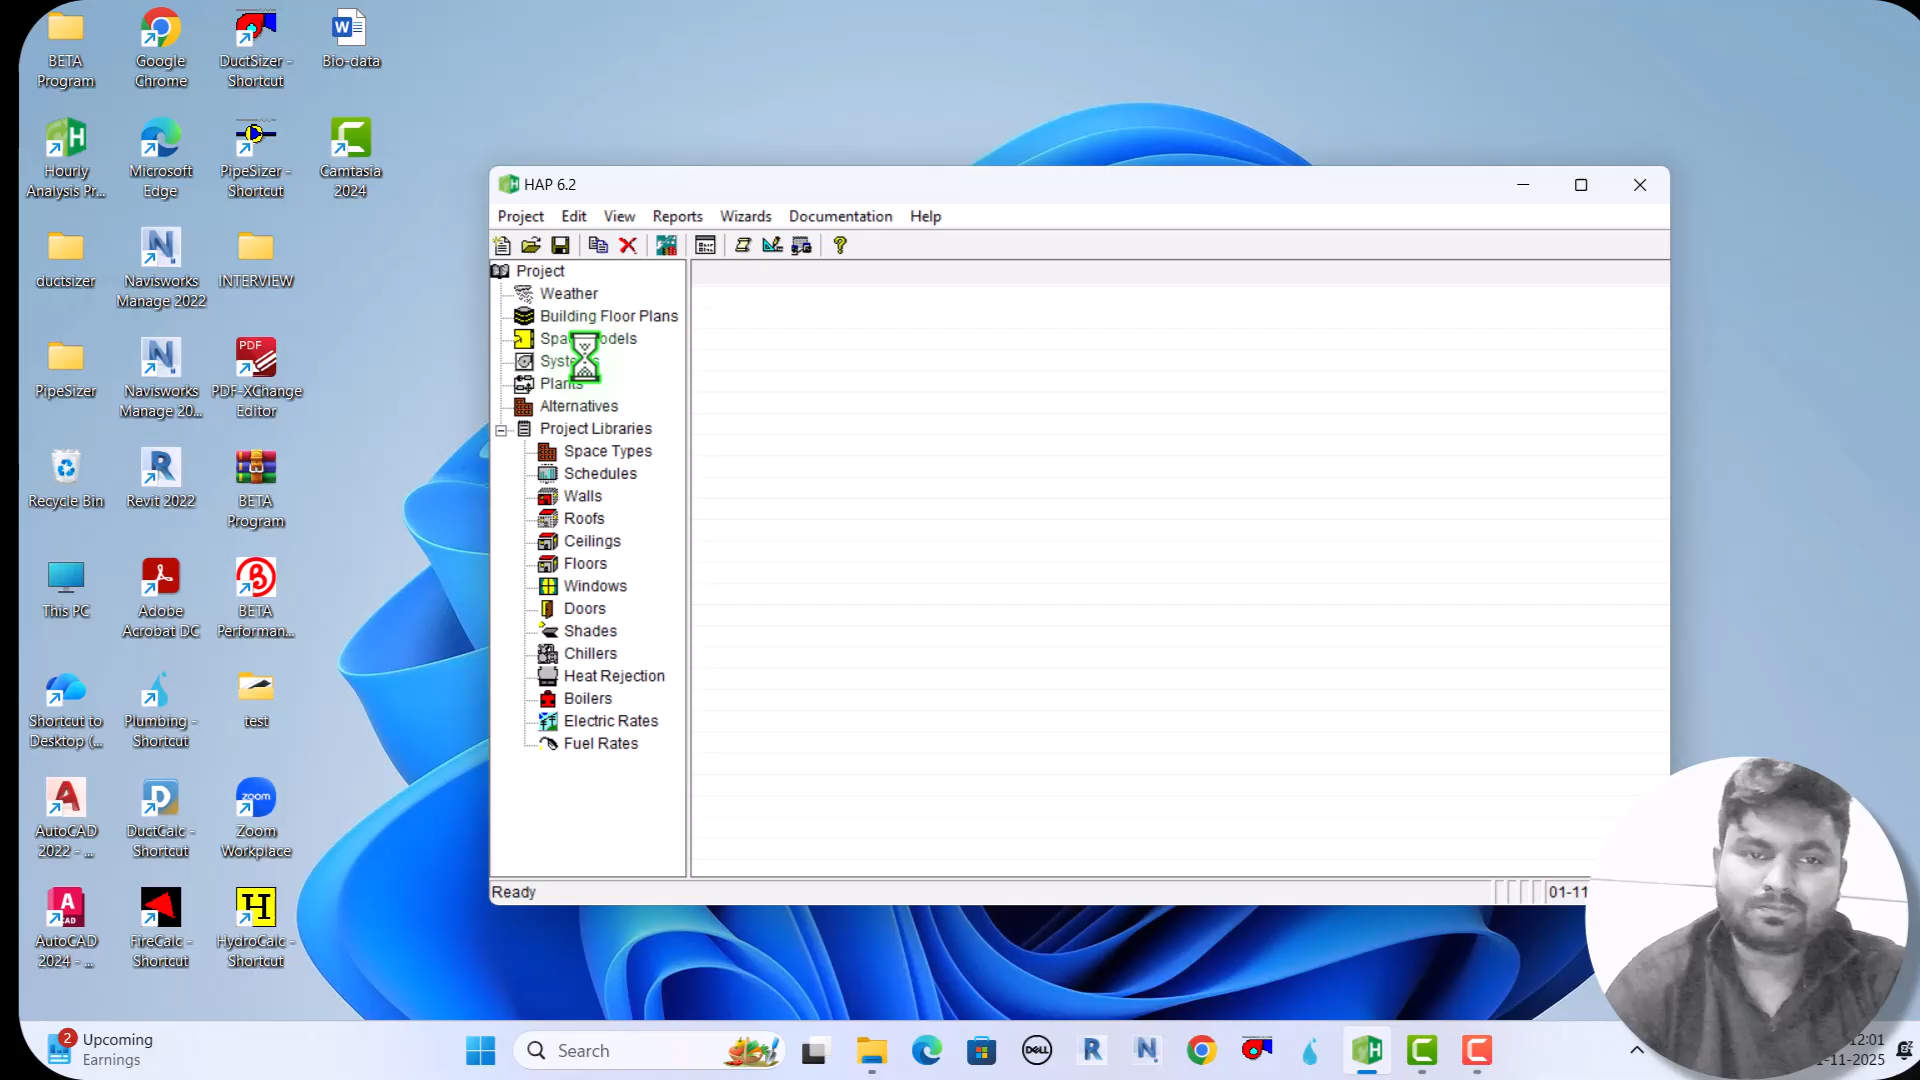 BETA
Program
Google
Chrome
DuctSizer -
Shortcut
Bio-data
Hourly
Analysis Pr...
Microsoft
Edge
PipeSizer -
Shortcut
Camtasia
2024
ductsizer
Navisworks
Manage 2022
INTERVIEW
PipeSizer
Navisworks
Manage 20...
PDF-XChange
Editor
Recycle Bin
Revit 2022
BETA
Program
This PC
Adobe
Acrobat DC
BETA
Performan...
Shortcut to
Desktop (...
Plumbing -
Shortcut
test
AutoCAD
2022 - ...
DuctCalc -
Shortcut
Zoom
Workplace
AutoCAD
2024 - ...
FireCalc -
Shortcut
HydroCalc -
Shortcut
HAP 6.2
Project Edit View Reports Wizards Documentation Help
Project
Weather
Building Floor Plans
Plants
Alternatives
Project Libraries
Space Types
Schedules
Walls
Roofs
Ceilings
Floors
Windows
Doors
Shades
Chillers
Heat Rejection
Boilers
Electric Rates
Fuel Rates
Ready
01-11
2
Upcoming
Earnings
Search
DELL
12:01
-11-2025